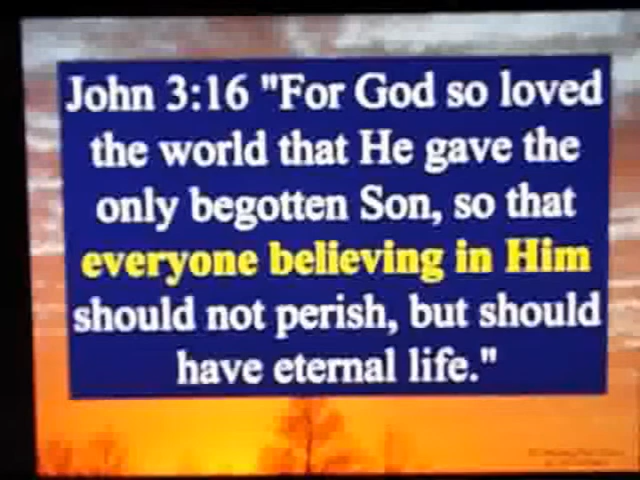 John 3:16 "For God so loved
the world that He gave the
only begotten Son, so that
everyone believing in Him
should not perish, but should
have eternal life."